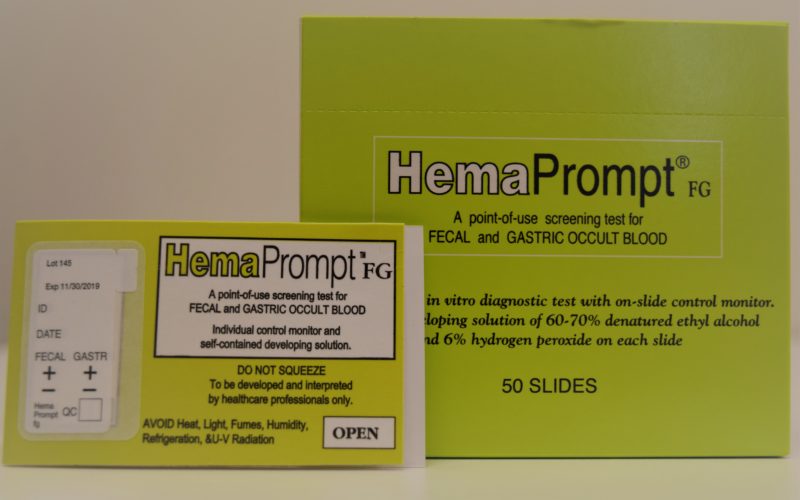 HemaPrompt® FG
A point-of-use screening test for
FECAL and GASTRIC OCCULT BLOOD
in vitro diagnostic test with on-slide control monitor.
solution of 60-70% denatured ethyl alcohol
6% hydrogen peroxide on each slide
50 SLIDES
Lot 145
Exp 11/30/2019
ID
DATE
FECAL GASTR
+ +
– –
Hema
Prompt
fg
QC
HemaPrompt™FG
A point-of-use screening test for
FECAL and GASTRIC OCCULT BLOOD
Individual control monitor and
self-contained developing solution.
DO NOT SQUEEZE
To be developed and interpreted
by healthcare professionals only.
AVOID Heat, Light, Fumes, Humidity,
Refrigeration, &U-V Radiation
OPEN